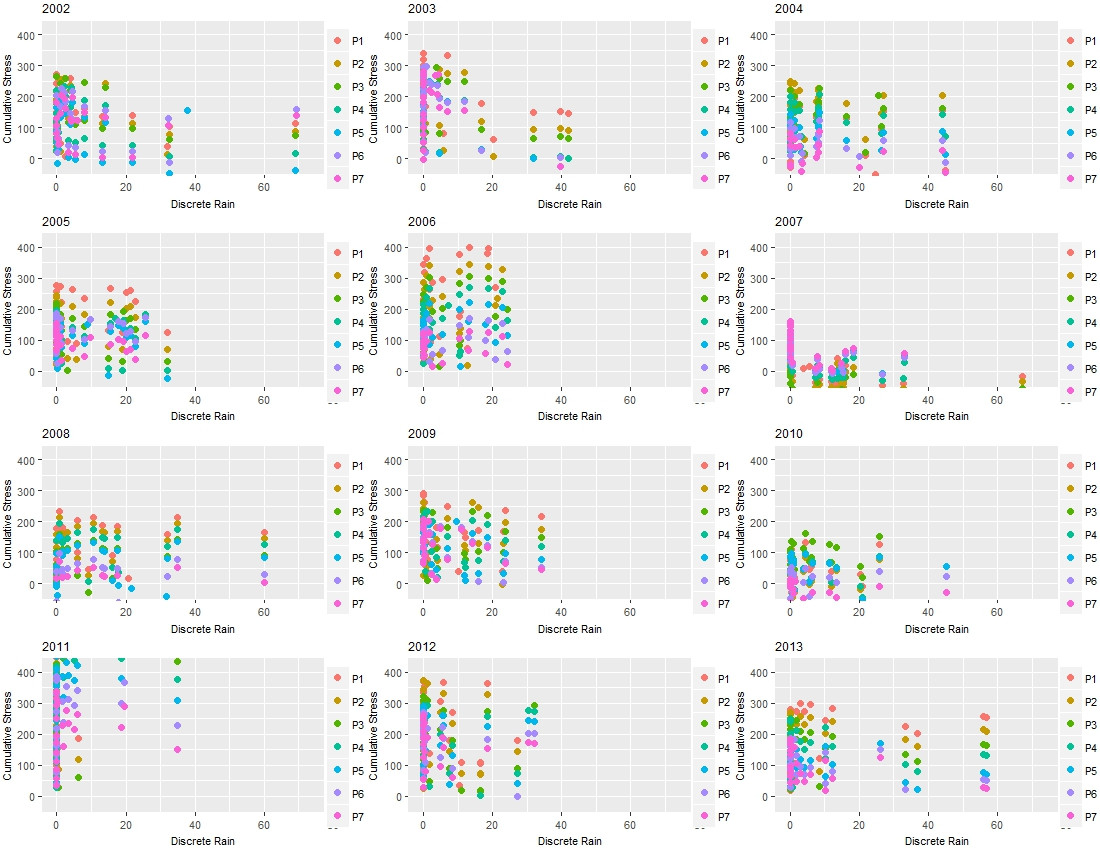 2002 2003 2004
Cumulative Stress
400
300
200
100
0
0 20 40 60
Discrete Rain
P1
P2
P3
P4
P5
P6
P7
Cumulative Stress
400
300
200
100
0
0 20 40 60
Discrete Rain
P1
P2
P3
P4
P5
P6
P7
Cumulative Stress
400
300
200
100
0
0 20 40 60
Discrete Rain
P1
P2
P3
P4
P5
P6
P7
2005 2006 2007
Cumulative Stress
400
300
200
100
0
0 20 40 60
Discrete Rain
P1
P2
P3
P4
P5
P6
P7
Cumulative Stress
400
300
200
100
0
0 20 40 60
Discrete Rain
P1
P2
P3
P4
P5
P6
P7
Cumulative Stress
400
300
200
100
0
0 20 40 60
Discrete Rain
P1
P2
P3
P4
P5
P6
P7
2008 2009 2010
Cumulative Stress
400
300
200
100
0
0 20 40 60
Discrete Rain
P1
P2
P3
P4
P5
P6
P7
Cumulative Stress
400
300
200
100
0
0 20 40 60
Discrete Rain
P1
P2
P3
P4
P5
P6
P7
Cumulative Stress
400
300
200
100
0
0 20 40 60
Discrete Rain
P1
P2
P3
P4
P5
P6
P7
2011 2012 2013
Cumulative Stress
400
300
200
100
0
0 20 40 60
Discrete Rain
P1
P2
P3
P4
P5
P6
P7
Cumulative Stress
400
300
200
100
0
0 20 40 60
Discrete Rain
P1
P2
P3
P4
P5
P6
P7
Cumulative Stress
400
300
200
100
0
0 20 40 60
Discrete Rain
P1
P2
P3
P4
P5
P6
P7